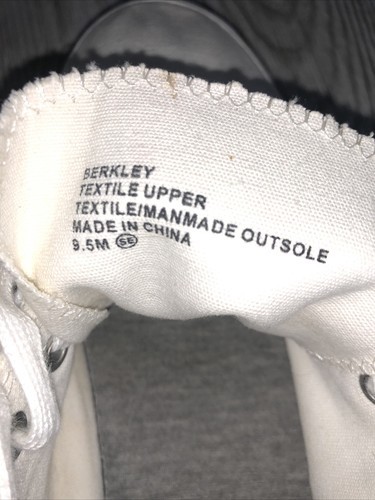 BERKLEY
TEXTILE UPPER
TEXTILE/MANMADE OUTSOLE
MADE IN CHINA
9.5M SE